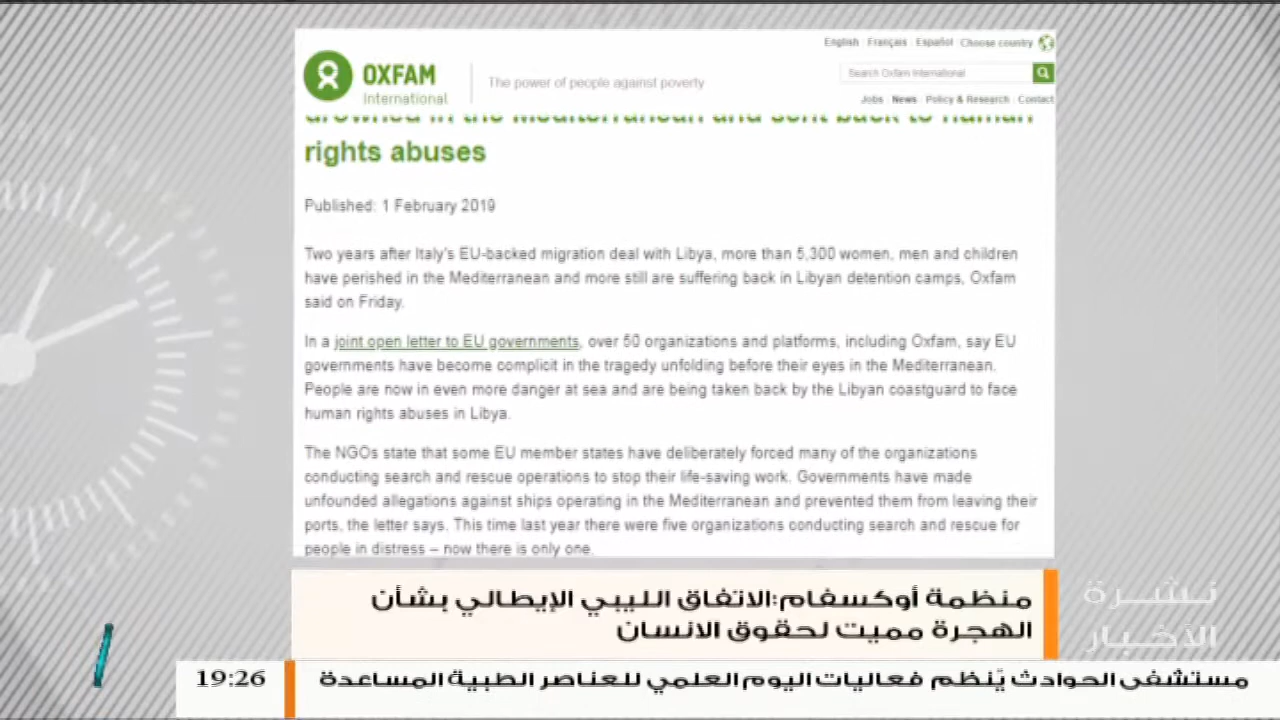 English Français Español Choose country
OXFAM
International
The power of people against poverty
Search Oxfam International
Jobs News Policy & Research Contact
drowned in the Mediterranean and sent back to human
rights abuses
Published: 1 February 2019
Two years after Italy's EU-backed migration deal with Libya, more than 5,300 women, men and children
have perished in the Mediterranean and more still are suffering back in Libyan detention camps, Oxfam
said on Friday.
In a joint open letter to EU governments, over 50 organizations and platforms, including Oxfam, say EU
governments have become complicit in the tragedy unfolding before their eyes in the Mediterranean.
People are now in even more danger at sea and are being taken back by the Libyan coastguard to face
human rights abuses in Libya.
The NGOs state that some EU member states have deliberately forced many of the organizations
conducting search and rescue operations to stop their life-saving work. Governments have made
unfounded allegations against ships operating in the Mediterranean and prevented them from leaving their
ports, the letter says. This time last year there were five organizations conducting search and rescue for
people in distress – now there is only one.
منظمة أوكسفام:الاتفاق الليبي الإيطالي بشأن
الهجرة مميت لحقوق الانسان
نشرة
الأخبار
مستشفى الحوادث يُنظم فعاليات اليوم العلمي للعناصر الطبية المساعدة
19:26